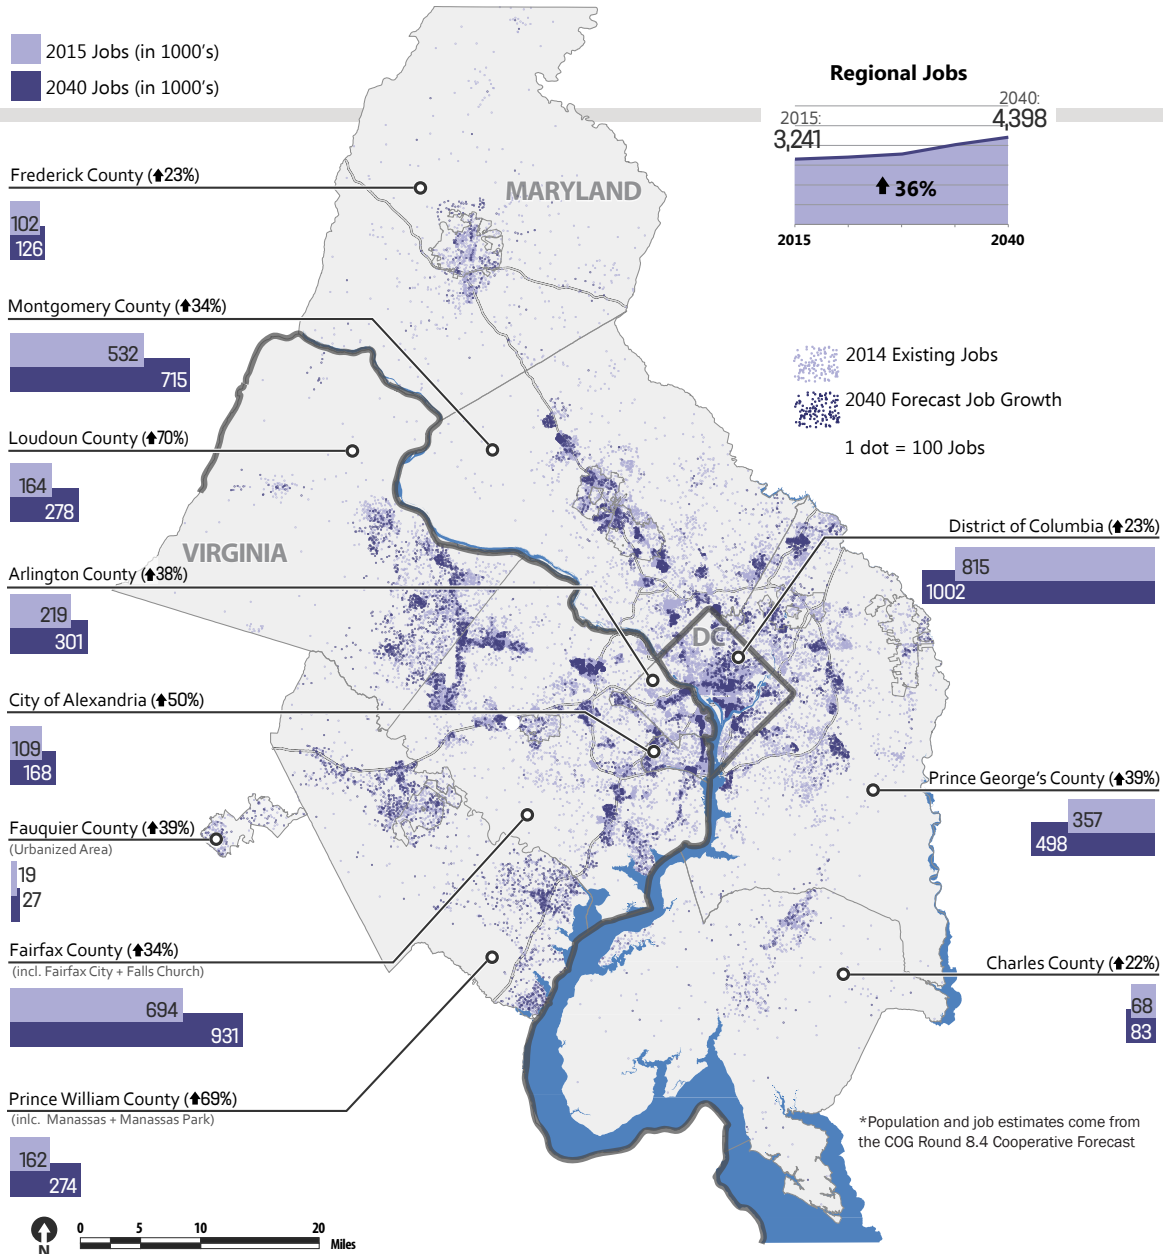 2015 Jobs (in 1000's)
2040 Jobs (in 1000's)
Regional Jobs
2015:
3,241
2040:
4,398
⬆ 36%
2015
2040
Frederick County (⬆23%)
102
126
MARYLAND
Montgomery County (⬆34%)
532
715
2014 Existing Jobs
2040 Forecast Job Growth
1 dot = 100 Jobs
Loudoun County (⬆70%)
164
278
VIRGINIA
District of Columbia (⬆23%)
815
1002
Arlington County (⬆38%)
219
301
DC
City of Alexandria (⬆50%)
109
168
Prince George's County (⬆39%)
357
498
Fauquier County (⬆39%)
(Urbanized Area)
19
27
Fairfax County (⬆34%)
(incl. Fairfax City + Falls Church)
694
931
Charles County (⬆22%)
68
83
Prince William County (⬆69%)
(inlc. Manassas + Manassas Park)
162
274
*Population and job estimates come from
the COG Round 8.4 Cooperative Forecast
N
0 5 10 20
Miles